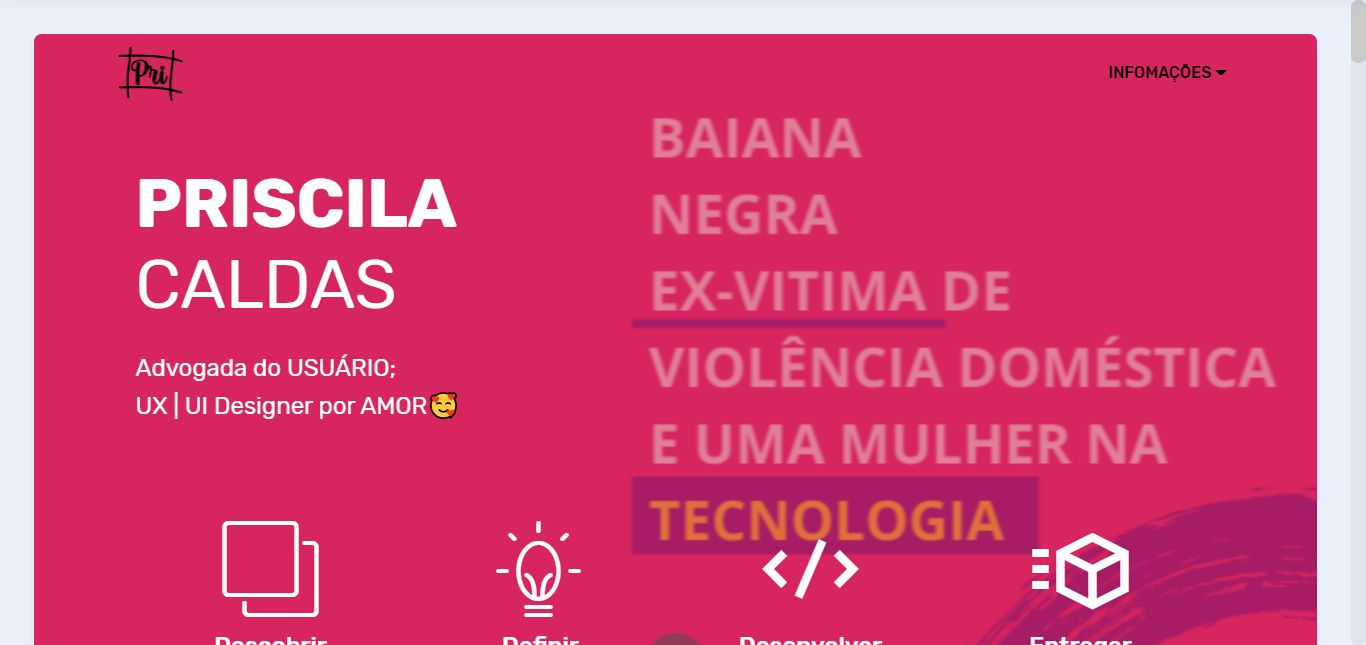 Pri
INFOMAÇÕES
BAIANA
NEGRA
EX-VITIMA DE
VIOLÊNCIA DOMÉSTICA
E UMA MULHER NA
TECNOLOGIA
PRISCILA
CALDAS
Advogada do USUÁRIO;
UX | UI Designer por AMOR🥰
Descobrir
Definir
Desenvolver
Entregar